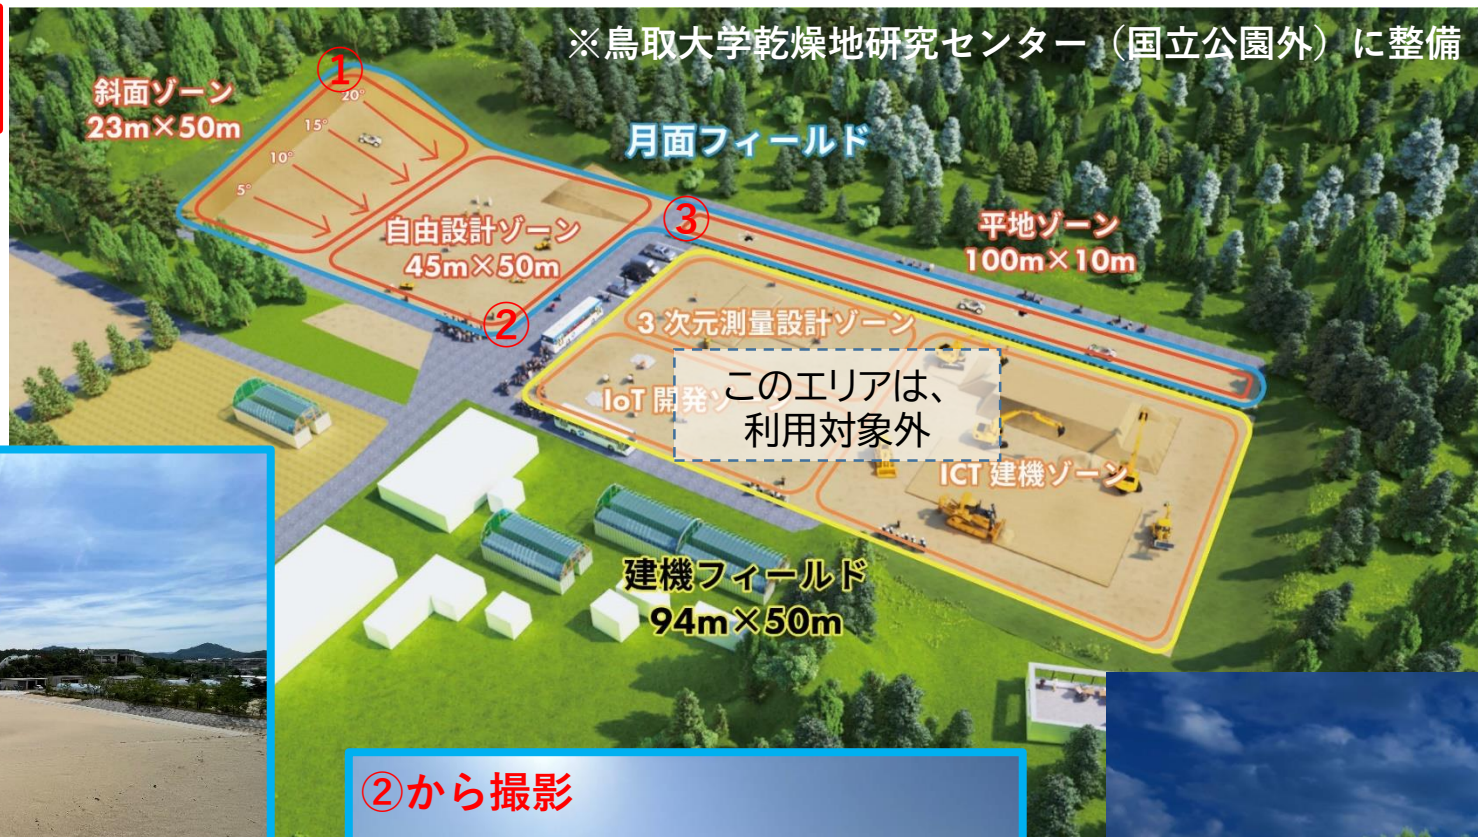 ※鳥取大学乾燥地研究センター（国立公園外）に整備
①
斜面ゾーン
23m×50m
20°
15°
10°
5°
月面フィールド
自由設計ゾーン
45m×50m
③
平地ゾーン
100m×10m
②
3次元測量設計ゾーン
このエリアは、
利用対象外
IoT 開発ゾーン
ICT 建機ゾーン
建機フィールド
94m×50m
②から撮影